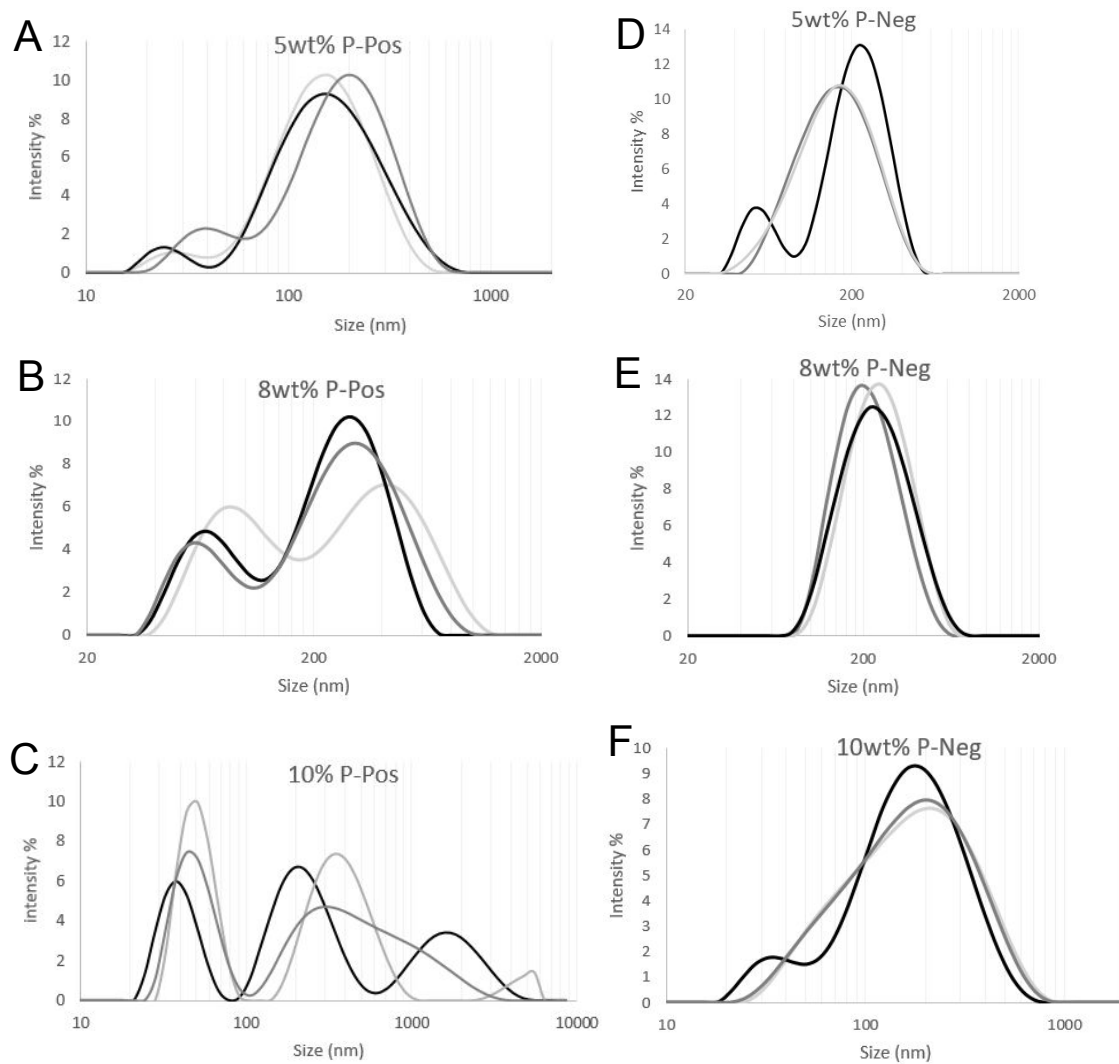 A
5wt% P-Pos
12
10
8
6
4
2
0
Intensity %
10
100
1000
Size (nm)
D
5wt% P-Neg
14
12
10
8
6
4
2
0
Intensity %
20
200
2000
Size (nm)
B
8wt% P-Pos
12
10
8
6
4
2
0
Intensity %
20
200
2000
Size (nm)
E
8wt% P-Neg
14
12
10
8
6
4
2
0
Intensity %
20
200
2000
Size (nm)
C
10% P-Pos
12
10
8
6
4
2
0
intensity %
10
100
1000
10000
Size (nm)
F
10wt% P-Neg
10
9
8
7
6
5
4
3
2
1
0
Intensity %
10
100
1000
Size (nm)